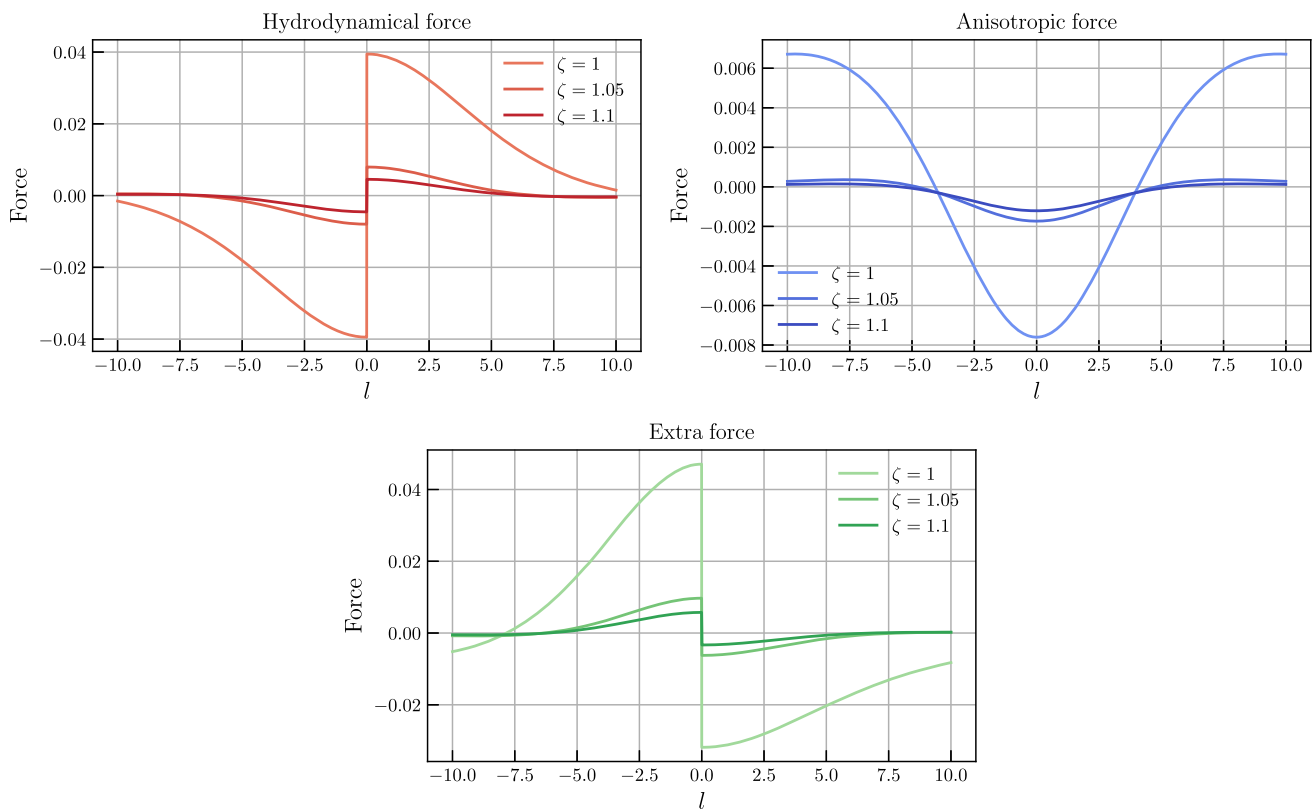 Hydrodynamical force
0.04
0.02
0.00
−0.02
−0.04
Force
ζ = 1
ζ = 1.05
ζ = 1.1
−10.0 −7.5 −5.0 −2.5 0.0 2.5 5.0 7.5 10.0
l
Anisotropic force
0.006
0.004
0.002
0.000
−0.002
−0.004
−0.006
−0.008
Force
ζ = 1
ζ = 1.05
ζ = 1.1
−10.0 −7.5 −5.0 −2.5 0.0 2.5 5.0 7.5 10.0
l
Extra force
0.04
0.02
0.00
−0.02
Force
ζ = 1
ζ = 1.05
ζ = 1.1
−10.0 −7.5 −5.0 −2.5 0.0 2.5 5.0 7.5 10.0
l